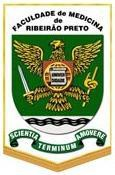 FACULDADE de MEDICINA
de
RIBEIRÃO PRETO
SCIENTIA
TERMINUM
AMOVERE